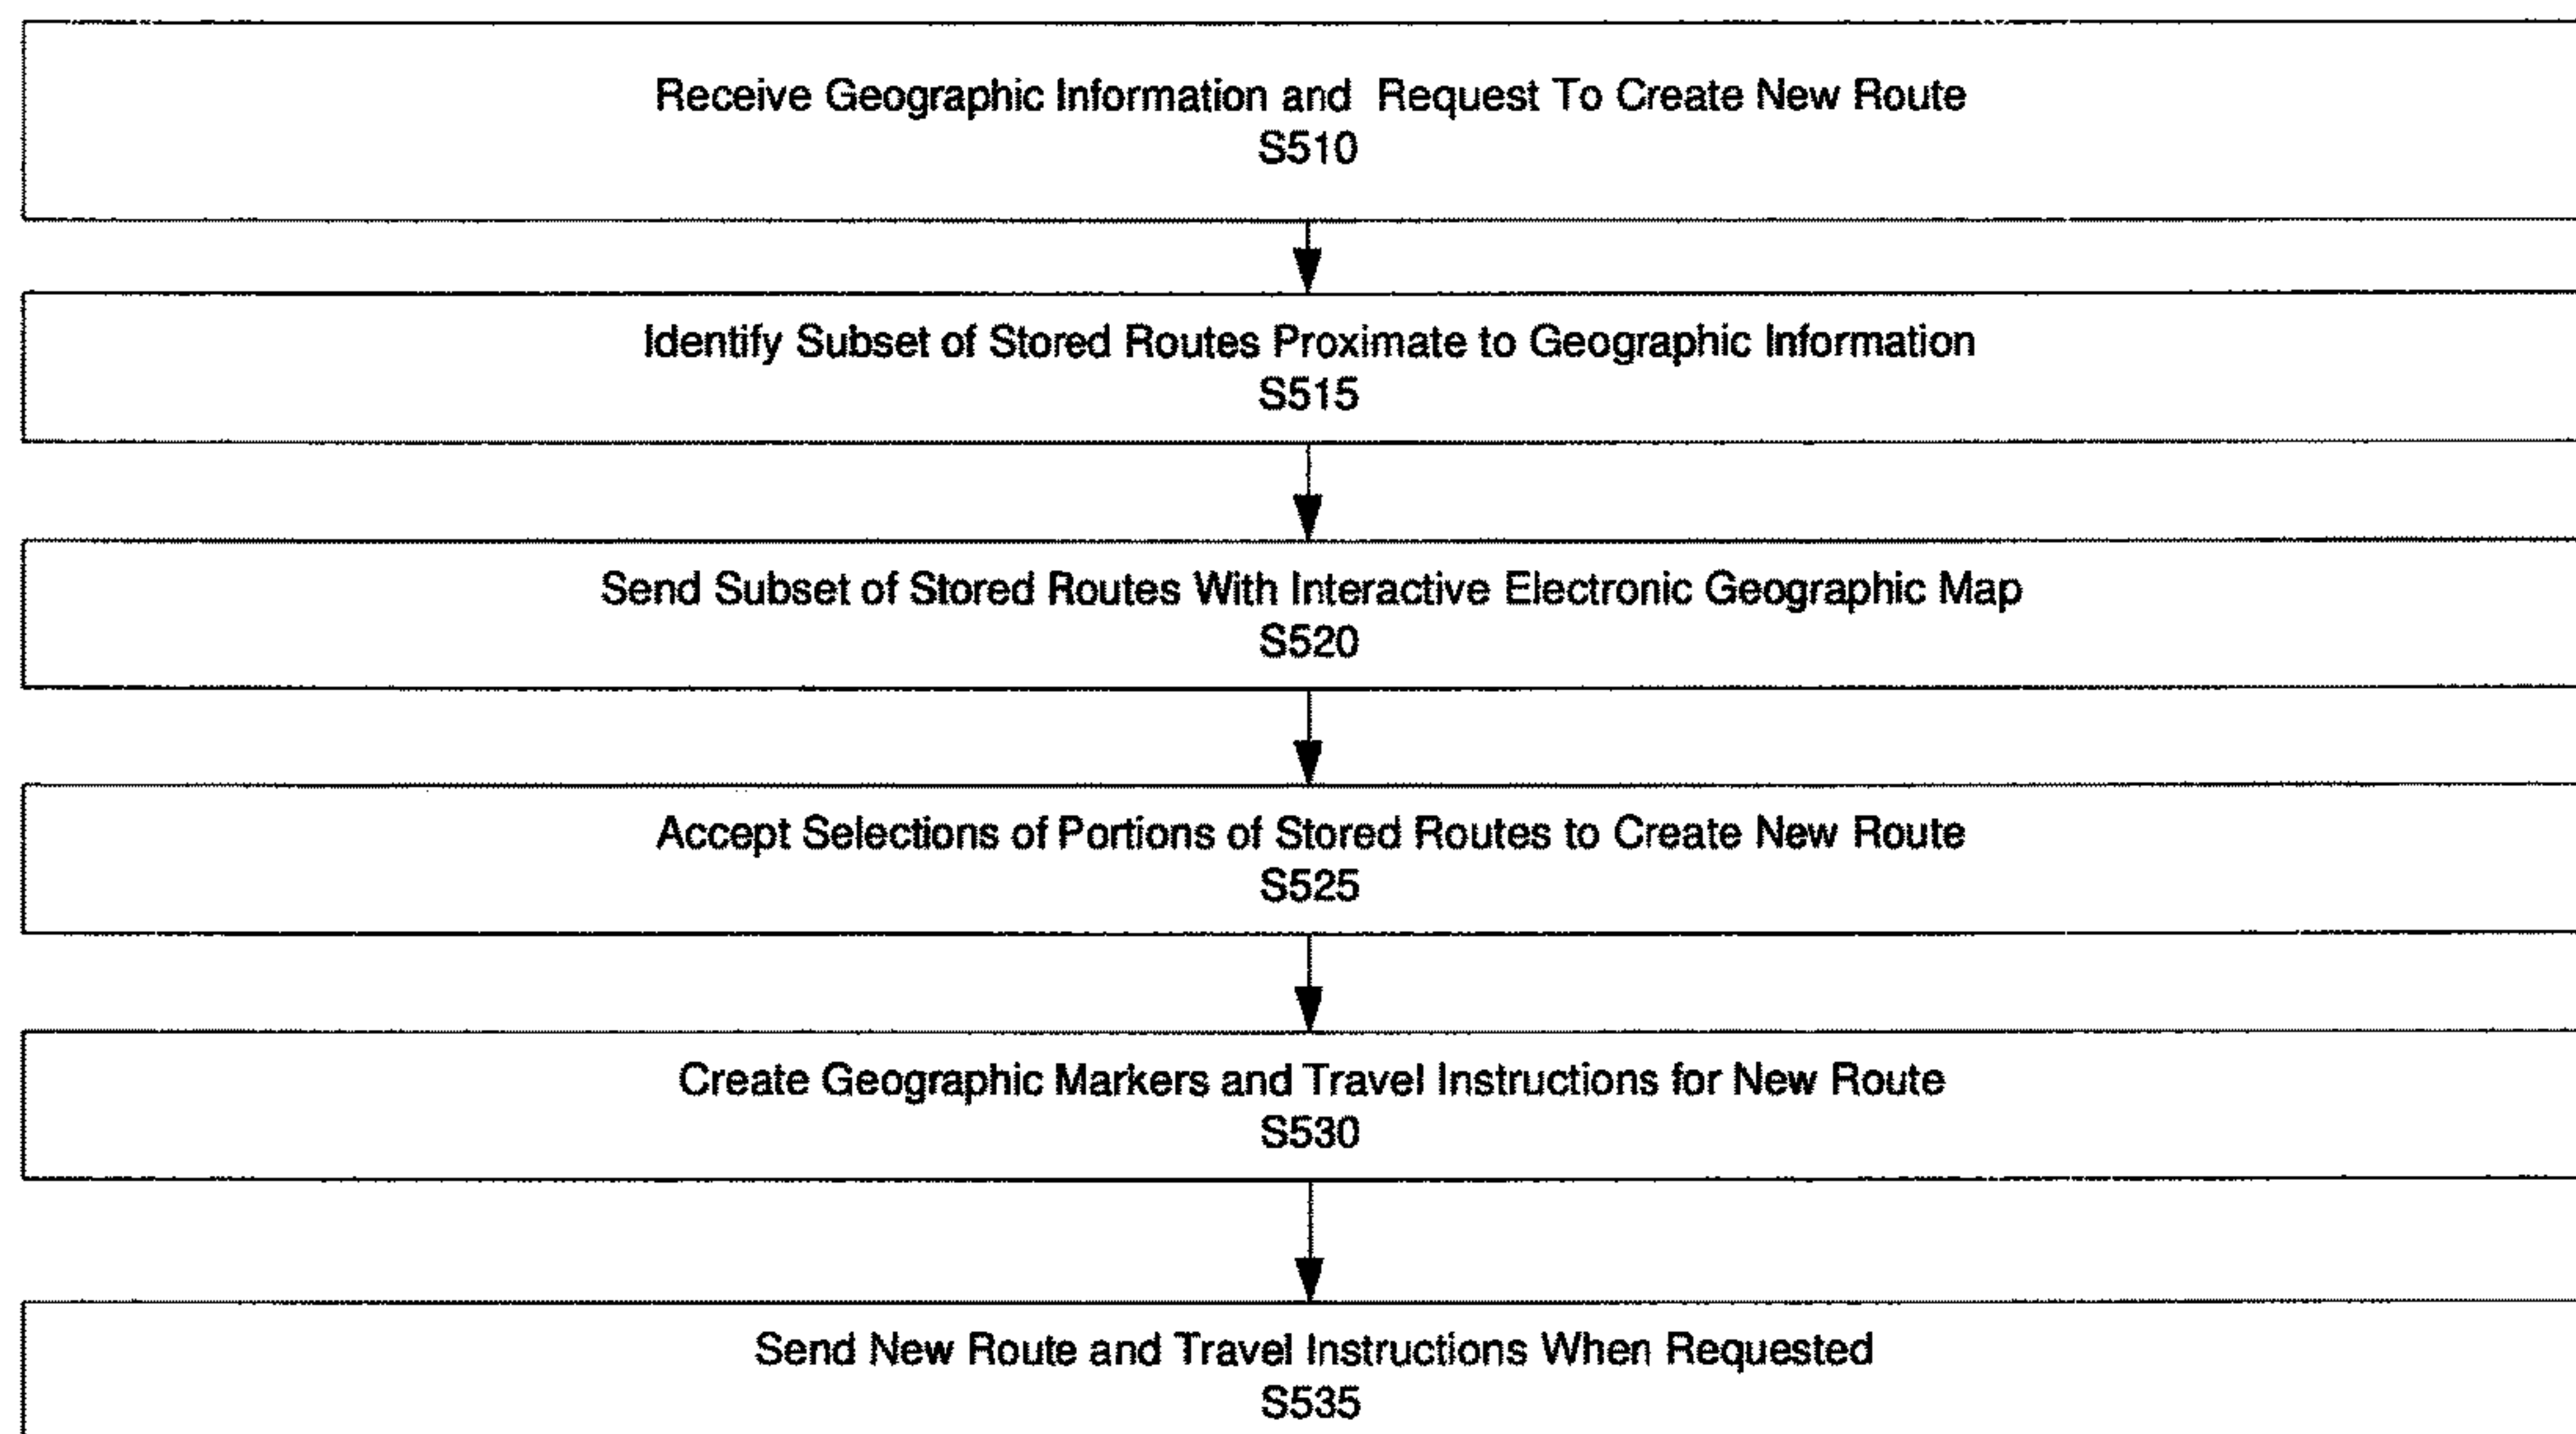 Receive Geographic Information and Request To Create New Route
S510
Identify Subset of Stored Routes Proximate to Geographic Information
S515
Send Subset of Stored Routes With Interactive Electronic Geographic Map
S520
Accept Selections of Portions of Stored Routes to Create New Route
S525
Create Geographic Markers and Travel Instructions for New Route
S530
Send New Route and Travel Instructions When Requested
S535